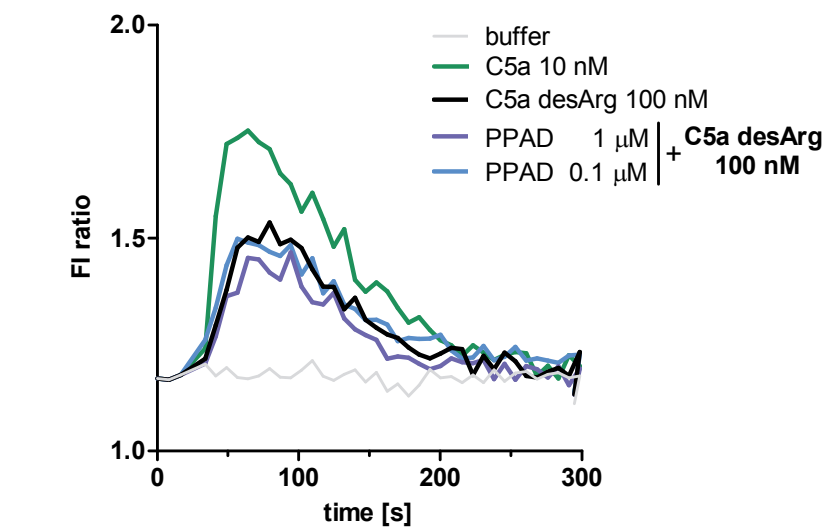 2.0
1.5
1.0
FI ratio
0
100
200
300
time [s]
buffer
C5a 10 nM
C5a desArg 100 nM
PPAD 1 μM
PPAD 0.1 μM
+ C5a desArg
100 nM